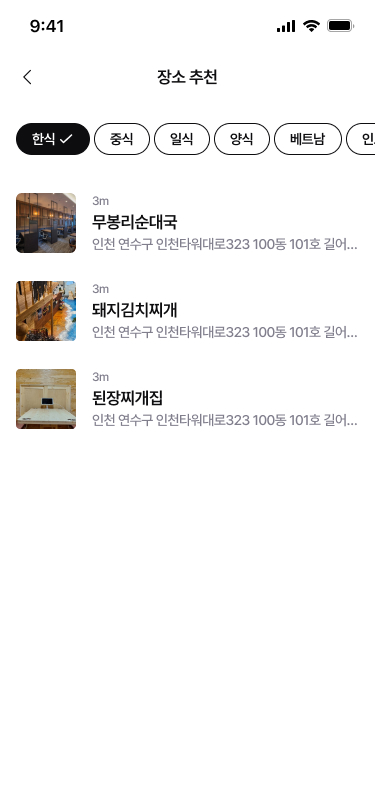 9:41
장소 추천
한식
중식
일식
양식
베트남
인
3m
무봉리순대국
인천 연수구 인천타워대로323 100동 101호 길어...
3m
돼지김치찌개
인천 연수구 인천타워대로323 100동 101호 길어...
3m
된장찌개집
인천 연수구 인천타워대로323 100동 101호 길어...